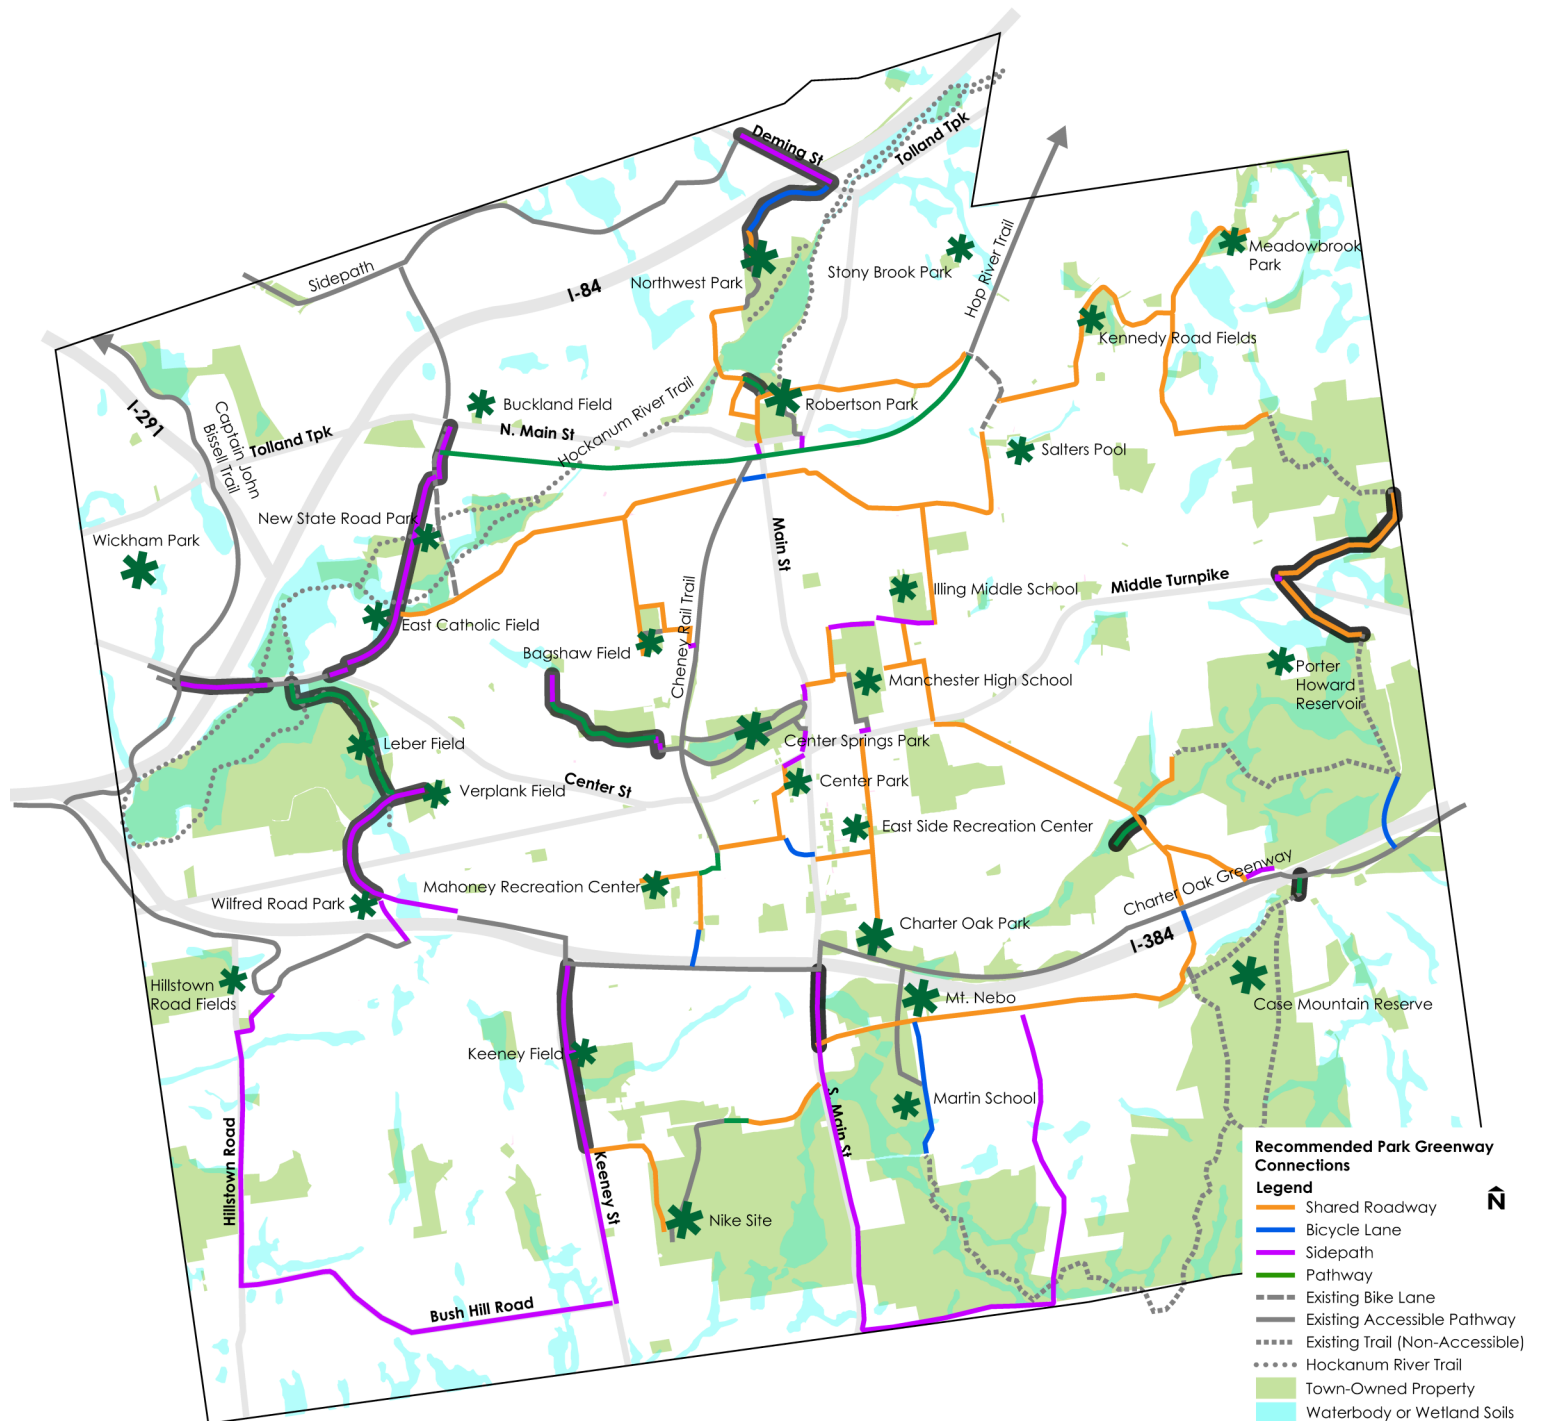 Deming St
Tolland Tpk
Sidepath
I-84
Northwest Park
Stony Brook Park
Hop River Trail
Meadowbrook
Park
Kennedy Road Fields
I-291
Captain John
Bissell Trail
Tolland Tpk
Buckland Field
N. Main St
Hockanum River Trail
Robertson Park
Salters Pool
New State Road Park
Wickham Park
Main St
Illing Middle School
Middle Turnpike
East Catholic Field
Bagshaw Field
Cheney Rail Trail
Manchester High School
Porter
Howard
Reservoir
Leber Field
Center Springs Park
Verplank Field
Center St
Center Park
East Side Recreation Center
Mahoney Recreation Center
Wilfred Road Park
Charter Oak Greenway
Charter Oak Park
I-384
Hillstown
Road Fields
Mt. Nebo
Case Mountain Reserve
Keeney Field
Martin School
S. Main St
Hillstown Road
Keeney St
Nike Site
Bush Hill Road
Recommended Park Greenway
Connections
Legend
N
Shared Roadway
Bicycle Lane
Sidepath
Pathway
Existing Bike Lane
Existing Accessible Pathway
Existing Trail (Non-Accessible)
Hockanum River Trail
Town-Owned Property
Waterbody or Wetland Soils